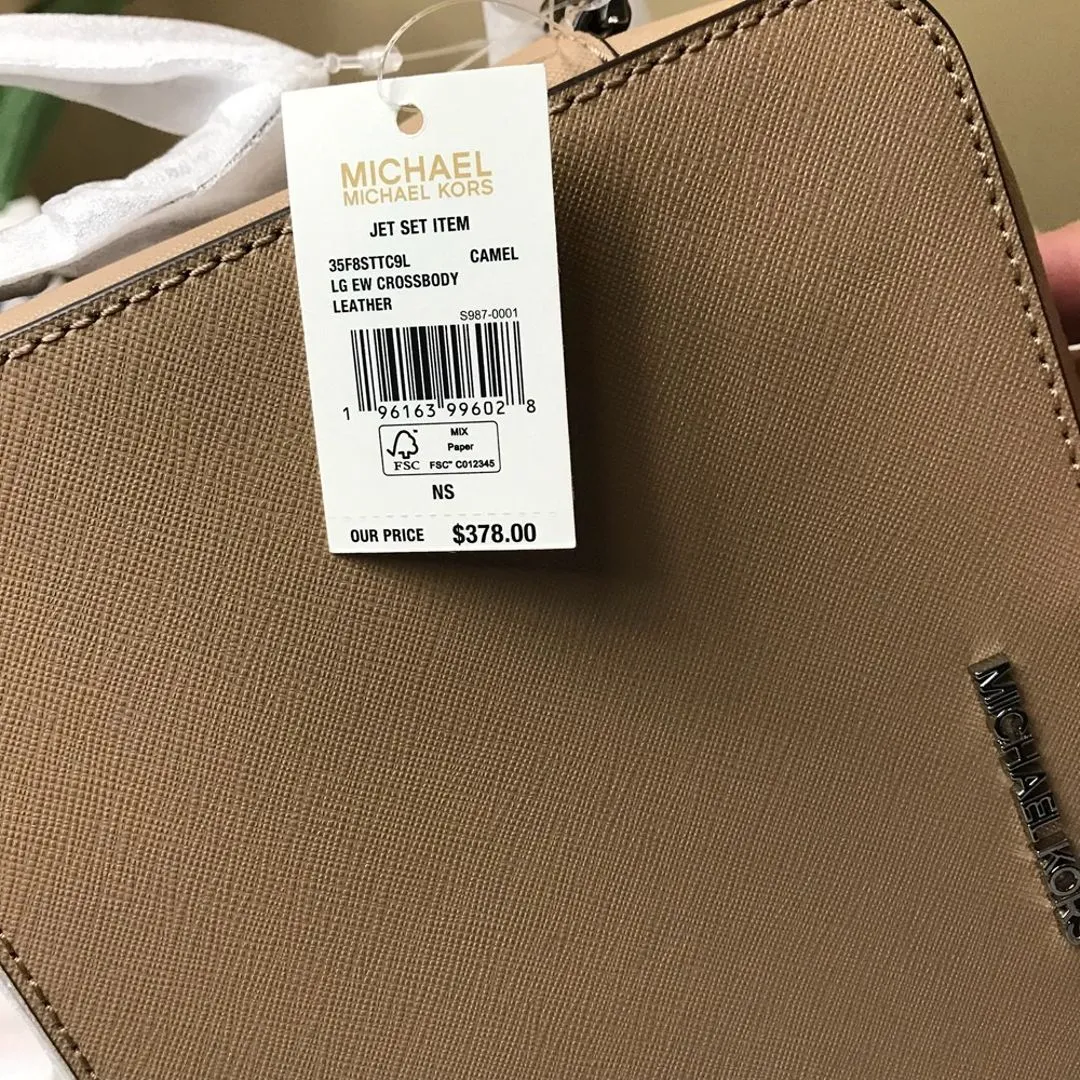 MICHAEL
MICHAEL KORS
JET SET ITEM
35F8STTC9L CAMEL
LG EW CROSSBODY
LEATHER
S987-0001
1 96163 99602 8
MIX
Paper
FSC FSC™ C012345
NS
OUR PRICE $378.00
MICHAEL KORS